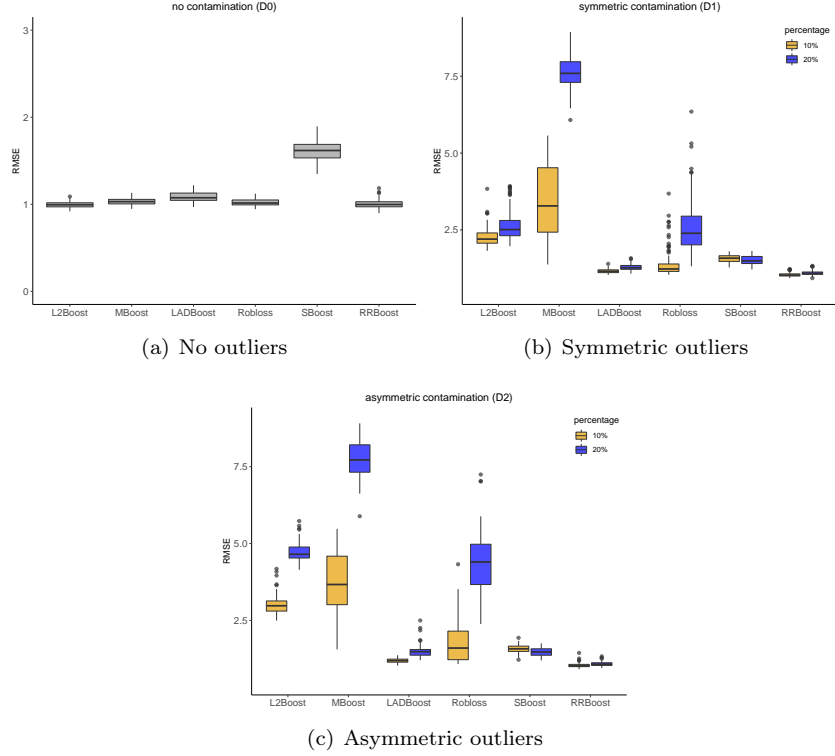 no contamination (D0)
3
2
1
0
RMSE
L2Boost MBoost LADBoost Robloss SBoost RRBoost
(a) No outliers
symmetric contamination (D1)
percentage
10%
20%
7.5
5.0
2.5
RMSE
L2Boost MBoost LADBoost Robloss SBoost RRBoost
(b) Symmetric outliers
asymmetric contamination (D2)
percentage
10%
20%
7.5
5.0
2.5
RMSE
L2Boost MBoost LADBoost Robloss SBoost RRBoost
(c) Asymmetric outliers